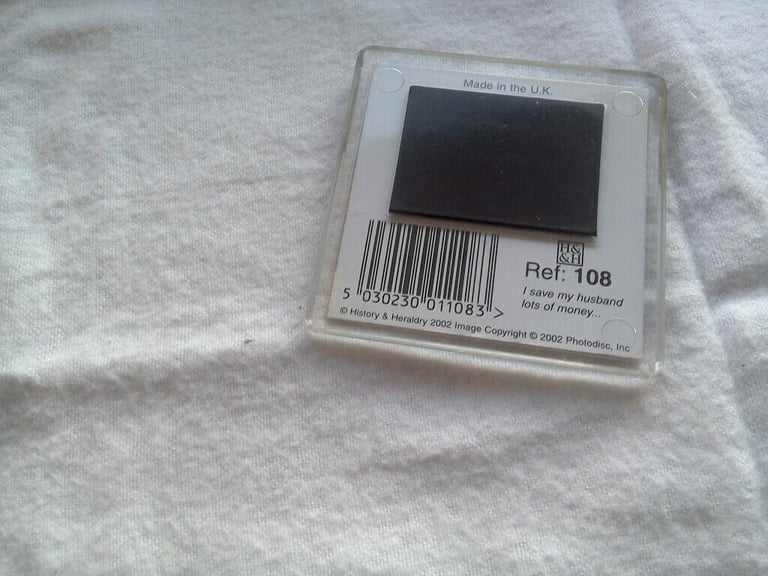 Made in the U.K.
H&
&H
Ref: 108
I save my husband
lots of money...
5 030230 011083 >
© History & Heraldry 2002 Image Copyright © 2002 Photodisc, Inc